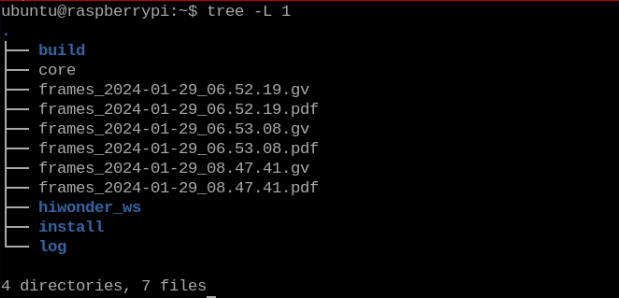 ubuntu@raspberrypi:~$ tree -L 1
.
├── build
├── core
├── frames_2024-01-29_06.52.19.gv
├── frames_2024-01-29_06.52.19.pdf
├── frames_2024-01-29_06.53.08.gv
├── frames_2024-01-29_06.53.08.pdf
├── frames_2024-01-29_08.47.41.gv
├── frames_2024-01-29_08.47.41.pdf
├── hiwonder_ws
├── install
└── log
4 directories, 7 files